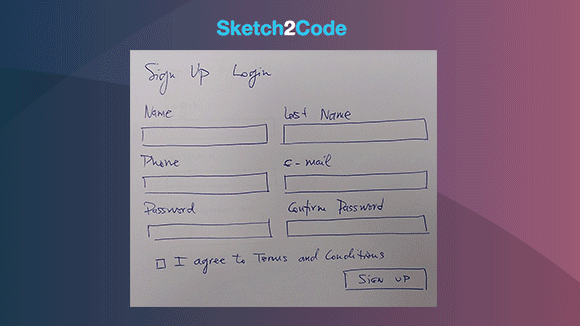 Sketch2Code
Sign Up Login
Name Last Name
Phone e-mail
Password Confirm Password
I agree to Terms and Conditions
SIGN UP